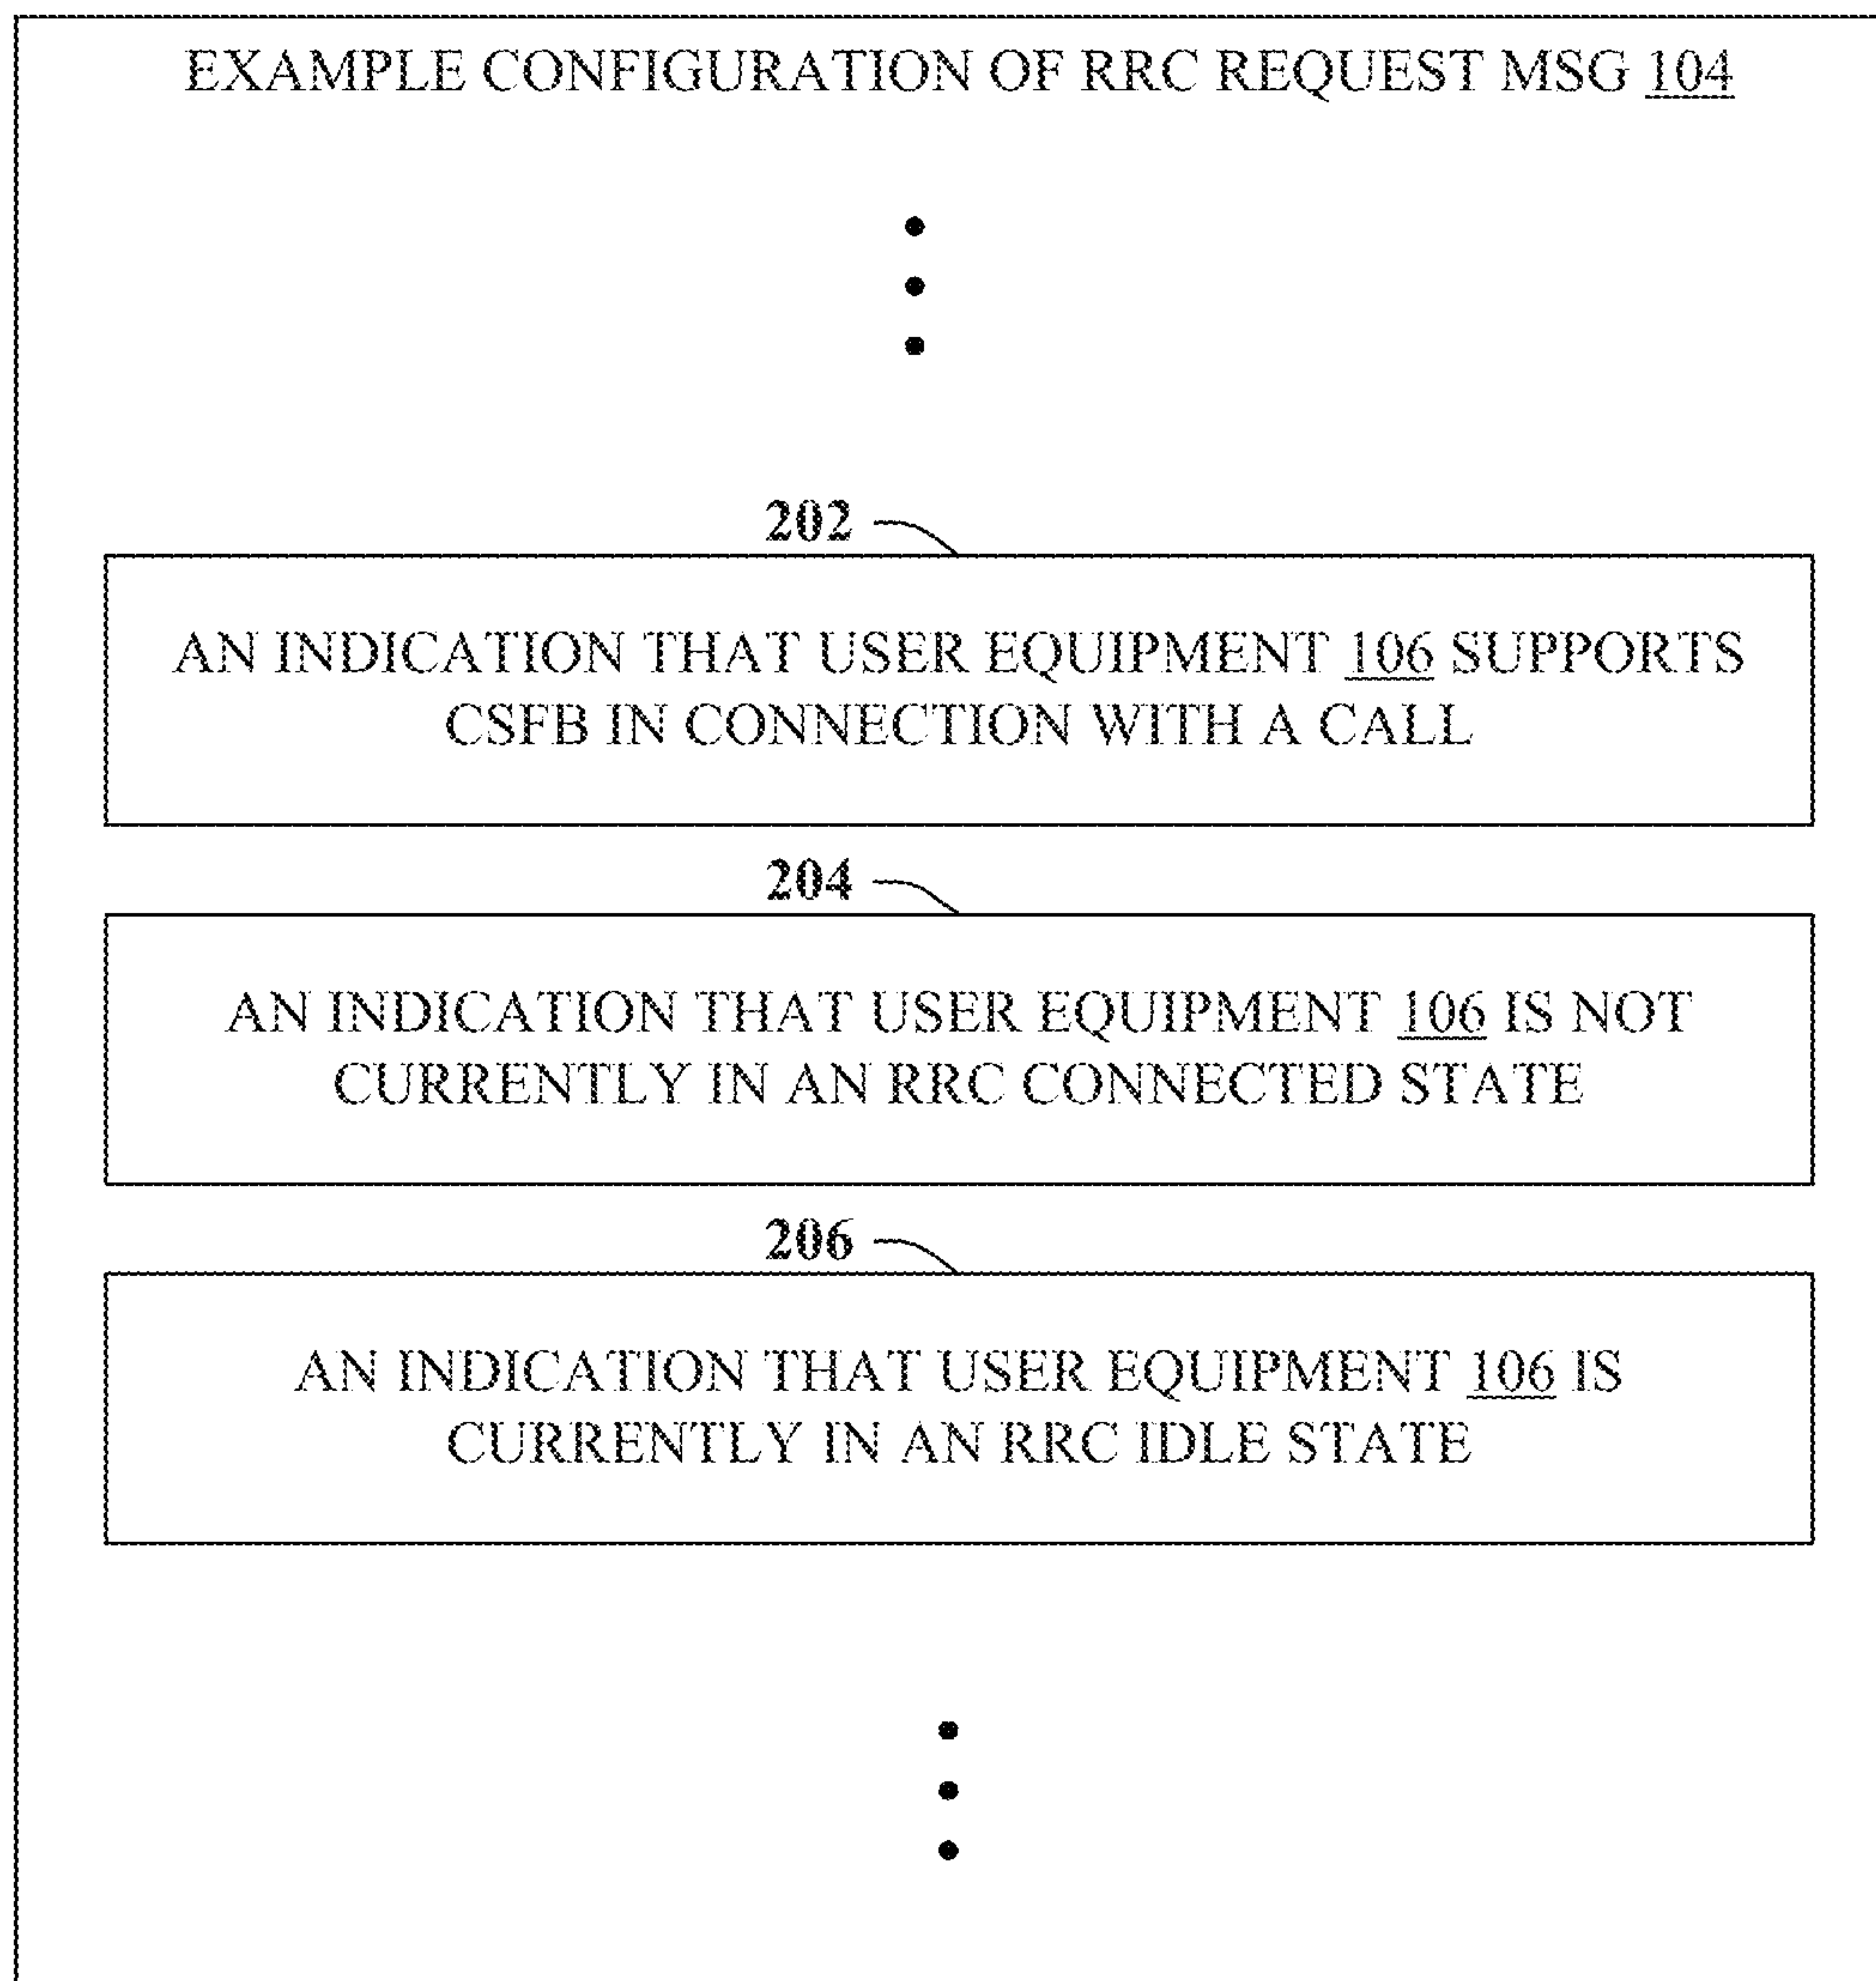 EXAMPLE CONFIGURATION OF RRC REQUEST MSG 104
202
AN INDICATION THAT USER EQUIPMENT 106 SUPPORTS
CSFB IN CONNECTION WITH A CALL
204
AN INDICATION THAT USER EQUIPMENT 106 IS NOT
CURRENTLY IN AN RRC CONNECTED STATE
206
AN INDICATION THAT USER EQUIPMENT 106 IS
CURRENTLY IN AN RRC IDLE STATE